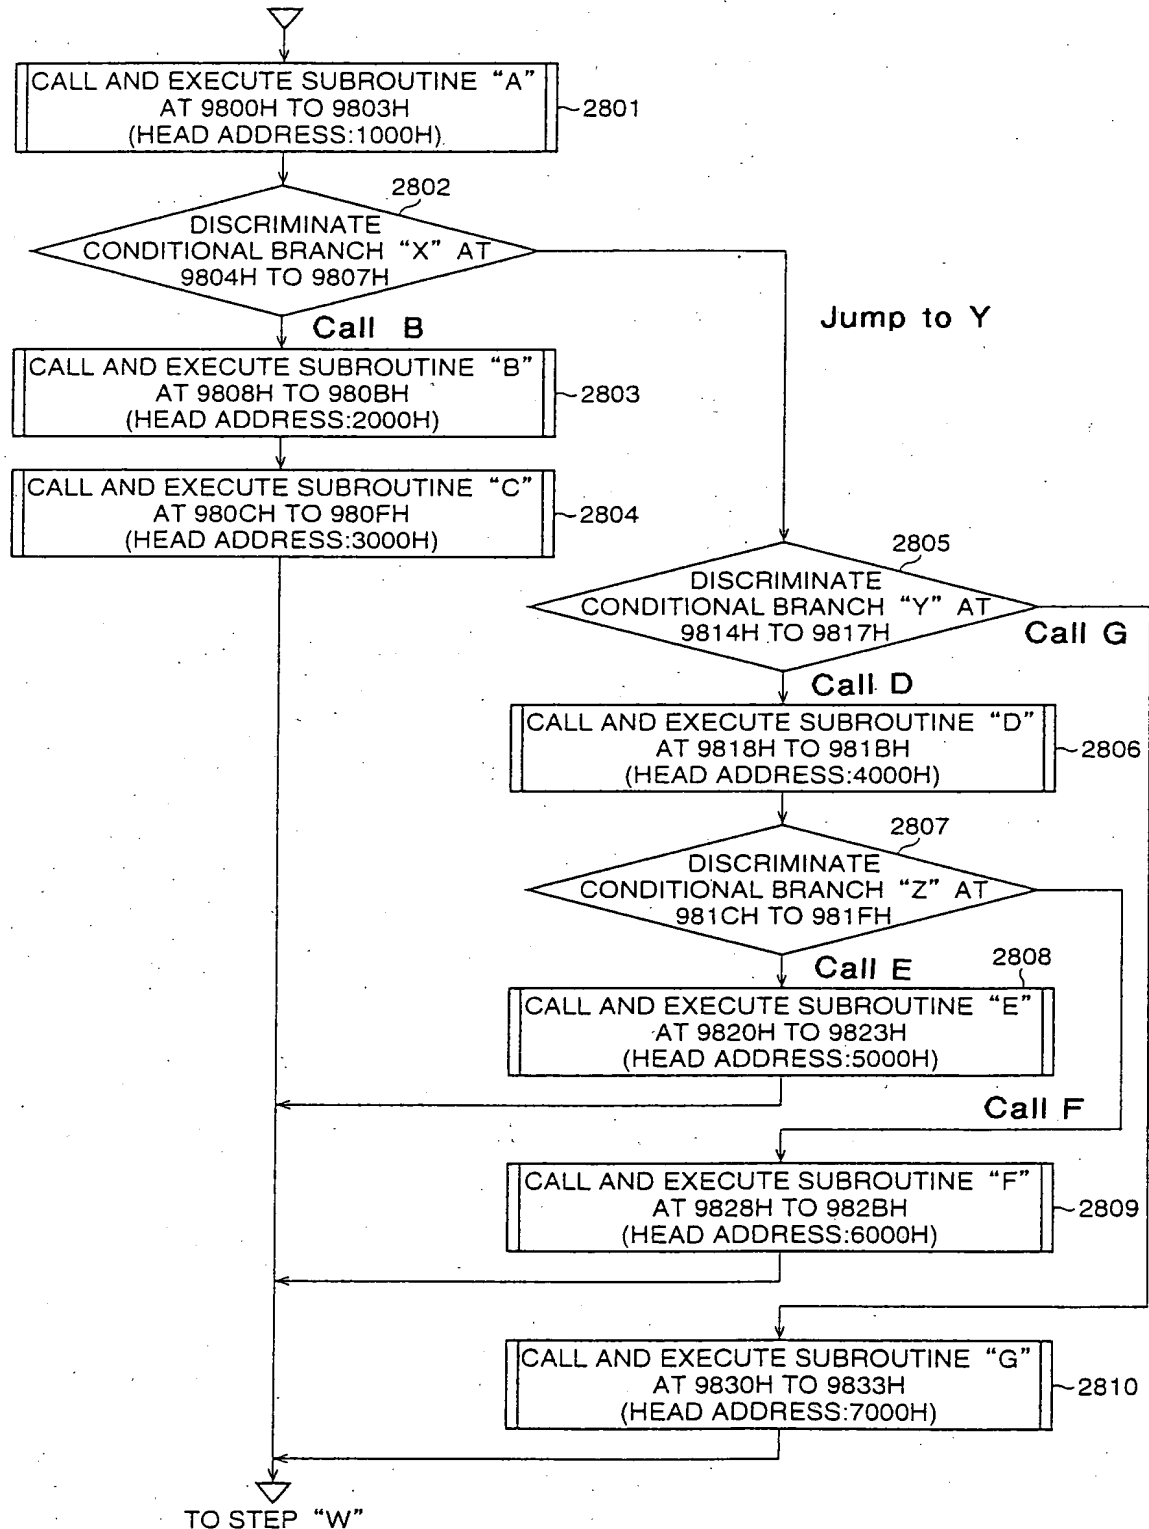 CALL AND EXECUTE SUBROUTINE "A"
AT 9800H TO 9803H
(HEAD ADDRESS:1000H)
2801
2802
DISCRIMINATE
CONDITIONAL BRANCH "X" AT
9804H TO 9807H
Call B
Jump to Y
CALL AND EXECUTE SUBROUTINE "B"
AT 9808H TO 980BH
(HEAD ADDRESS:2000H)
2803
CALL AND EXECUTE SUBROUTINE "C"
AT 980CH TO 980FH
(HEAD ADDRESS:3000H)
2804
2805
DISCRIMINATE
CONDITIONAL BRANCH "Y" AT
9814H TO 9817H
Call G
Call D
CALL AND EXECUTE SUBROUTINE "D"
AT 9818H TO 981BH
(HEAD ADDRESS:4000H)
2806
2807
DISCRIMINATE
CONDITIONAL BRANCH "Z" AT
981CH TO 981FH
Call E
2808
CALL AND EXECUTE SUBROUTINE "E"
AT 9820H TO 9823H
(HEAD ADDRESS:5000H)
Call F
CALL AND EXECUTE SUBROUTINE "F"
AT 9828H TO 982BH
(HEAD ADDRESS:6000H)
2809
CALL AND EXECUTE SUBROUTINE "G"
AT 9830H TO 9833H
(HEAD ADDRESS:7000H)
2810
TO STEP "W"